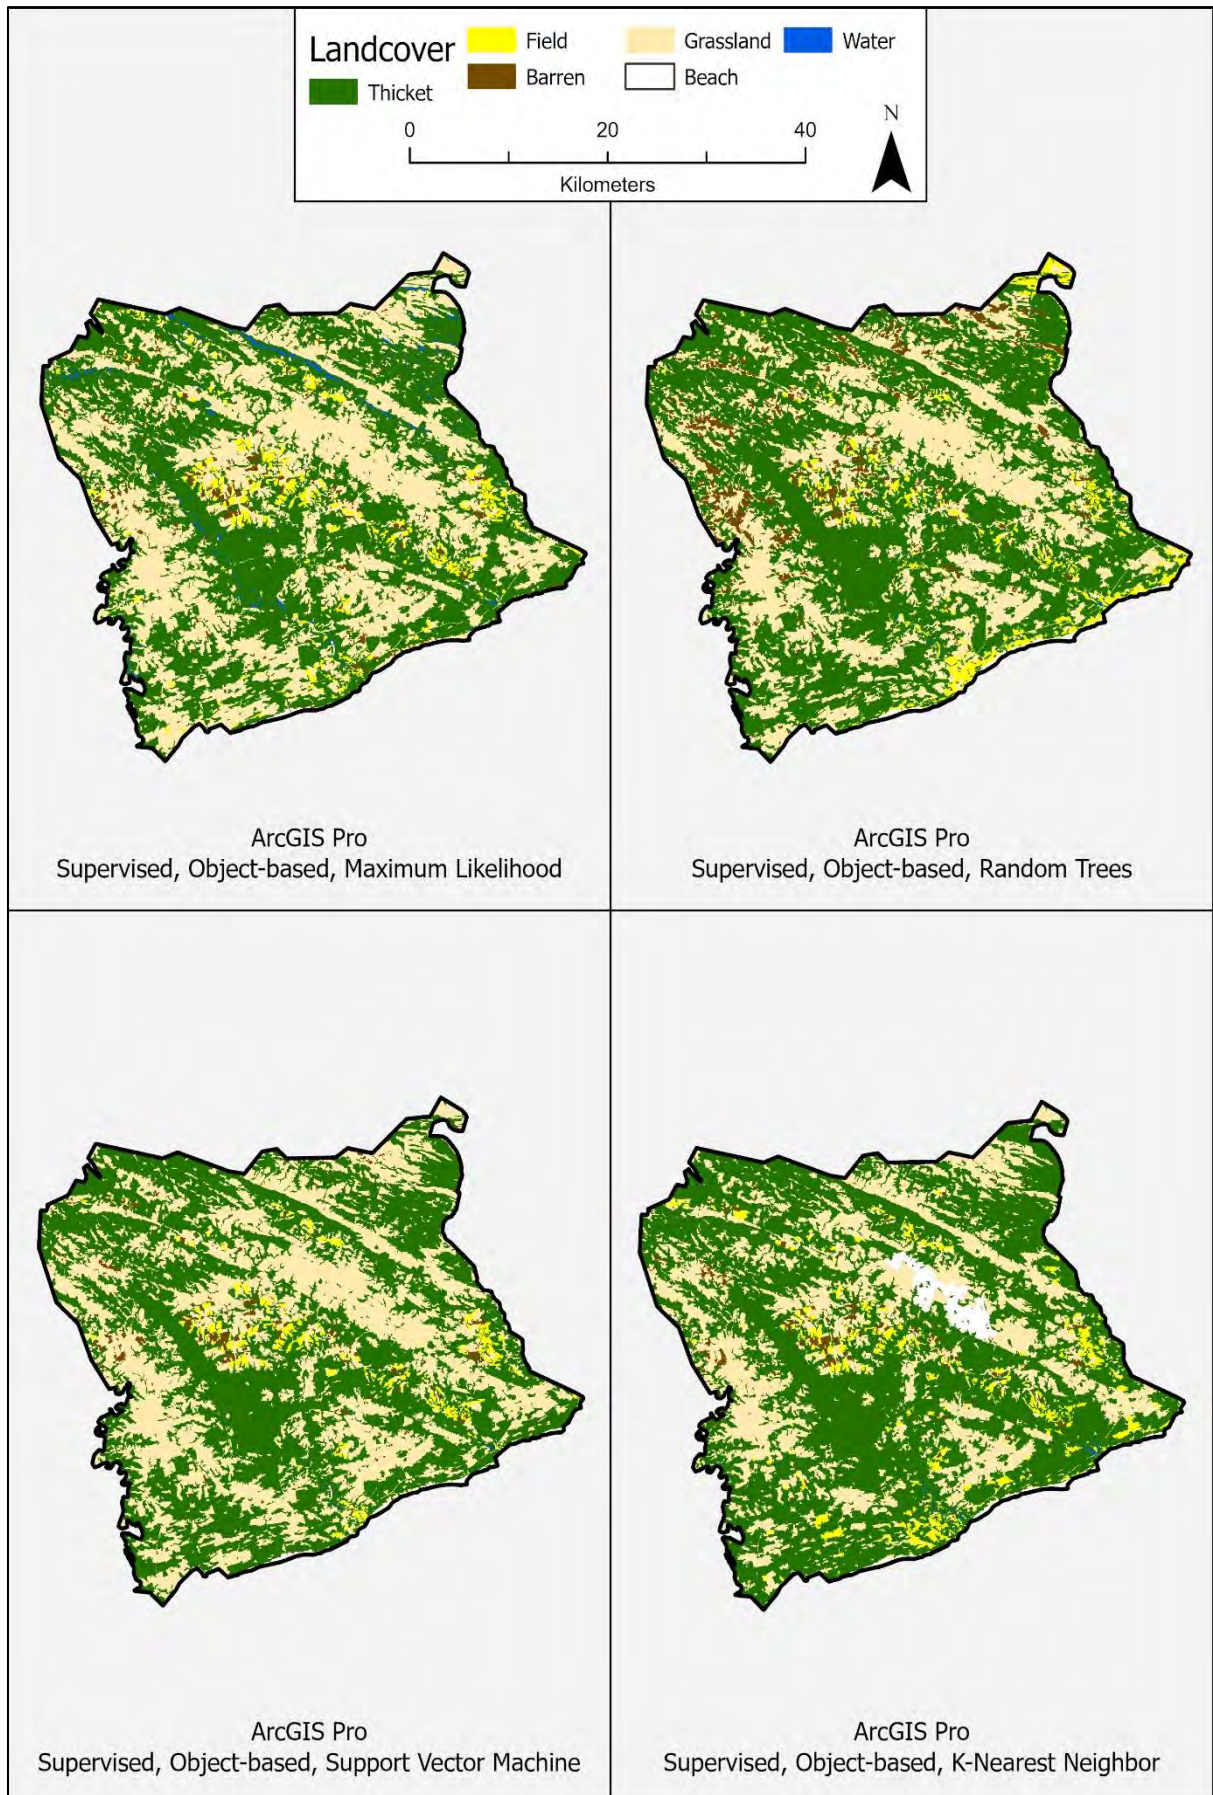 Landcover
Field
Grassland
Water
Thicket
Barren
Beach
N
0 20 40
Kilometers
ArcGIS Pro
Supervised, Object-based, Maximum Likelihood
ArcGIS Pro
Supervised, Object-based, Random Trees
ArcGIS Pro
Supervised, Object-based, Support Vector Machine
ArcGIS Pro
Supervised, Object-based, K-Nearest Neighbor